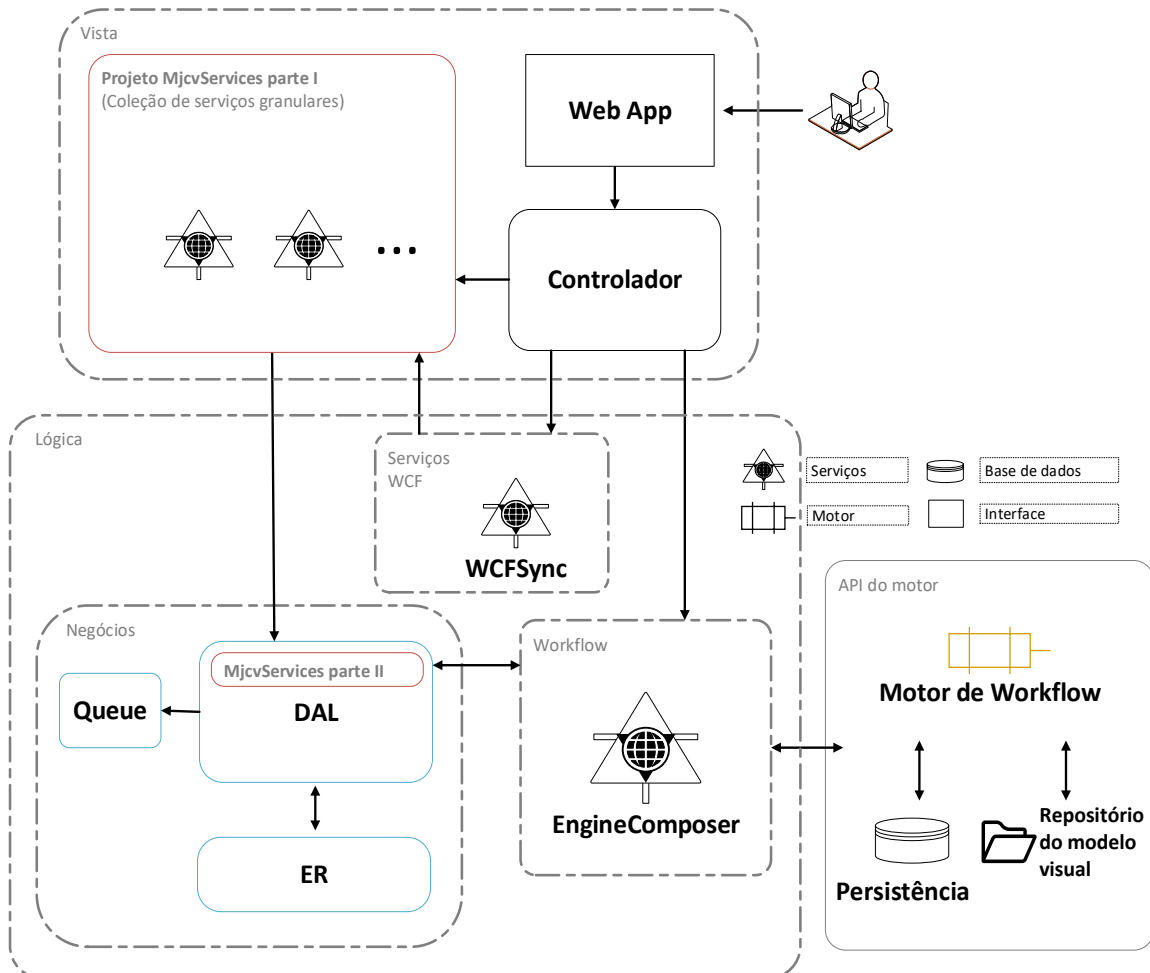 Vista
Projeto MjcvServices parte I
(Coleção de serviços granulares)
Web App
...
Controlador
Lógica
Serviços
WCF
WCFSync
Serviços
Base de dados
Motor
Interface
API do motor
Negócios
Workflow
MjcvServices parte II
Queue
DAL
Motor de Workflow
EngineComposer
ER
Persistência
Repositório
do modelo
visual